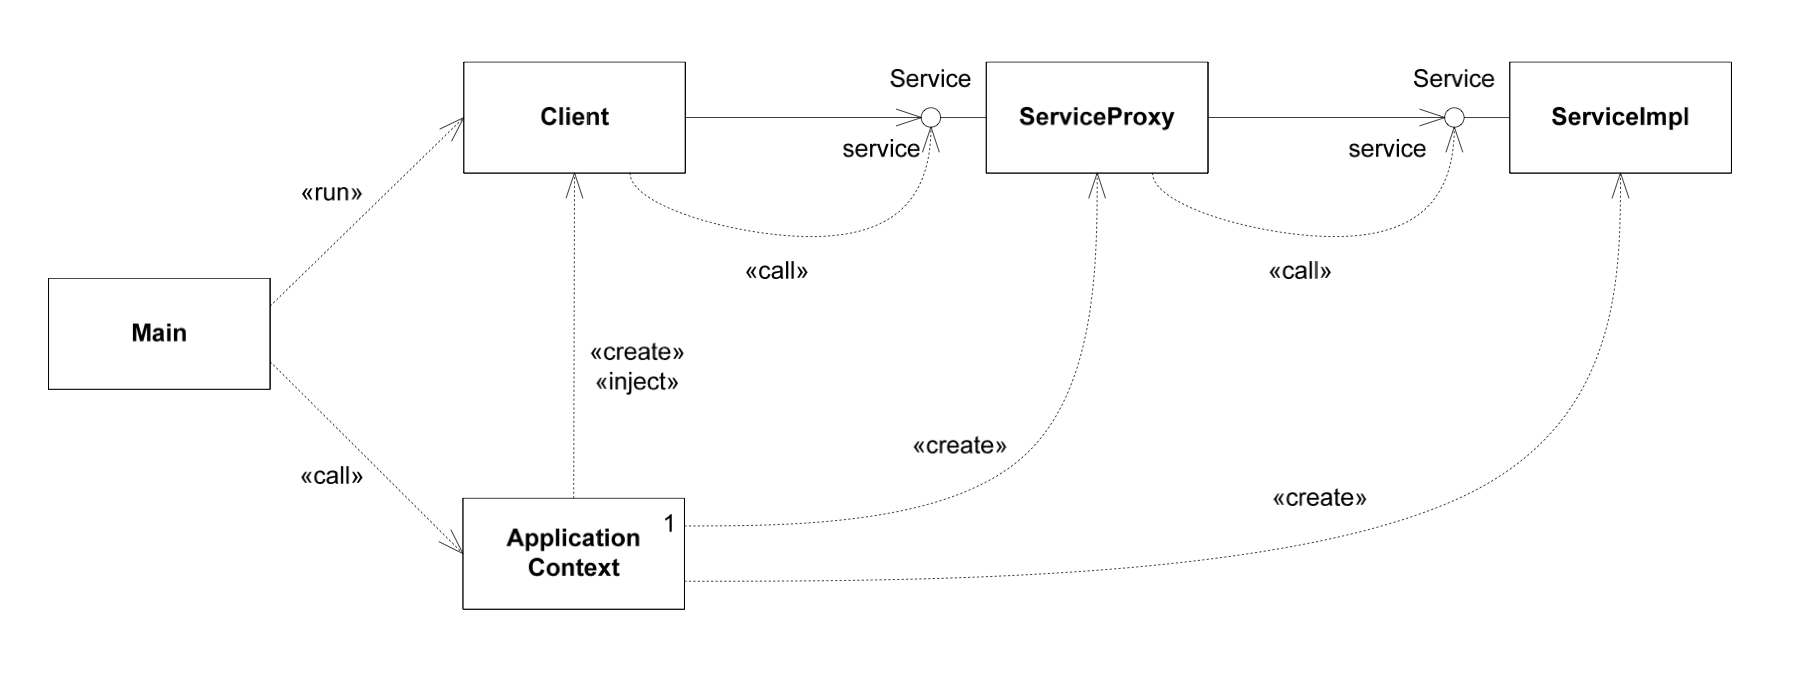 Service
Service
Client
ServiceProxy
ServiceImpl
service
service
«run»
«call»
«call»
Main
«create»
«inject»
«create»
«call»
«create»
1
Application
Context